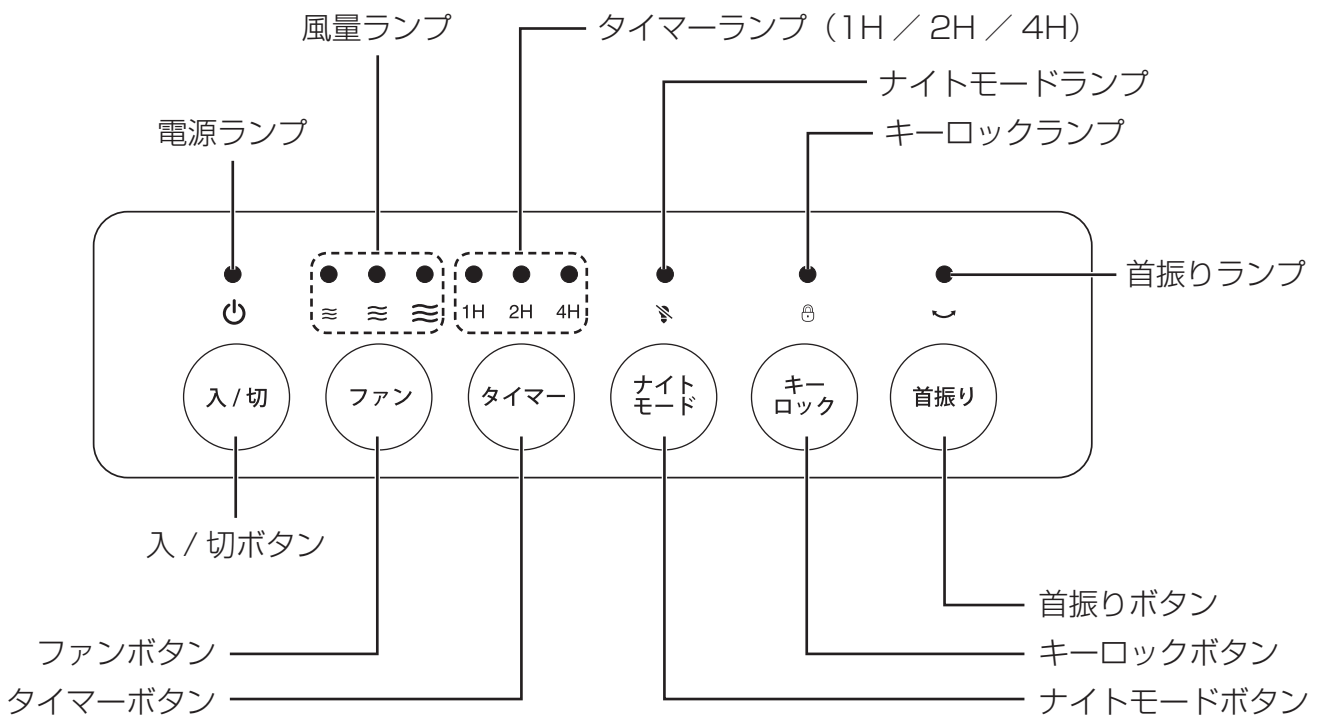 風量ランプ
タイマーランプ（1H ／ 2H ／ 4H）
ナイトモードランプ
電源ランプ
キーロックランプ
首振りランプ
1H 2H 4H
入 / 切
ファン
タイマー
ナイト
モード
キー
ロック
首振り
入 / 切ボタン
首振りボタン
ファンボタン
キーロックボタン
タイマーボタン
ナイトモードボタン